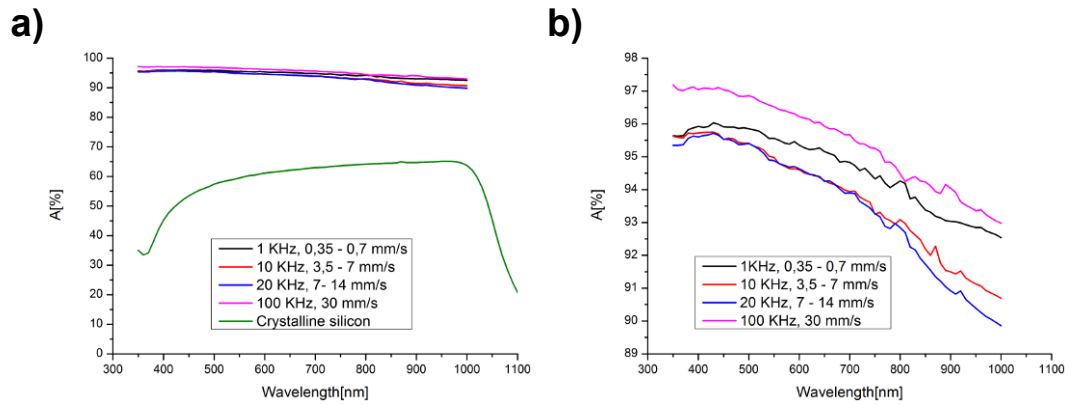 a)
100
90
80
70
60
50
40
30
20
10
0
A[%]
1 KHz, 0,35 - 0,7 mm/s
10 KHz, 3,5 - 7 mm/s
20 KHz, 7- 14 mm/s
100 KHz, 30 mm/s
Crystalline silicon
300 400 500 600 700 800 900 1000 1100
Wavelength[nm]
b)
98
97
96
95
94
93
92
91
90
89
A[%]
1KHz, 0,35 - 0,7 mm/s
10 KHz, 3,5 - 7 mm/s
20 KHz, 7- 14 mm/s
100 KHz, 30 mm/s
300 400 500 600 700 800 900 1000 1100
Wavelength[nm]